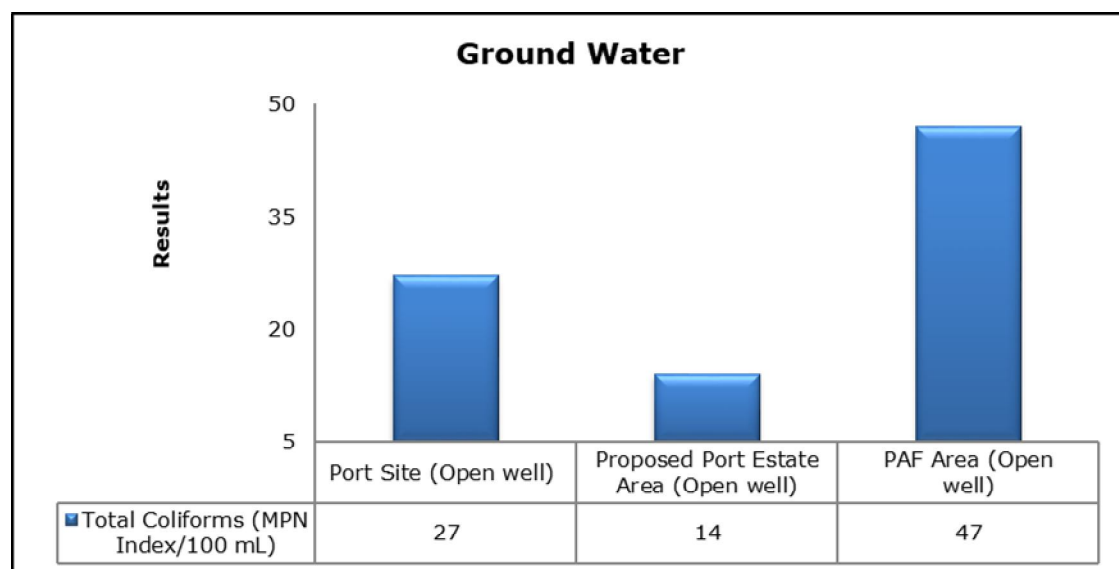 Ground Water
50
35
20
5
Results
Port Site (Open well)
Proposed Port Estate
Area (Open well)
PAF Area (Open
well)
Total Coliforms (MPN
Index/100 mL)
27
14
47